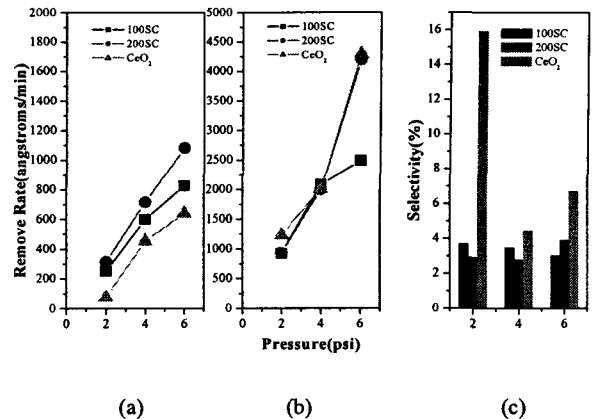 Remove Rate(angstroms/min)
2000
1800
1600
1400
1200
1000
800
600
400
200
0
100SC
200SC
CeO₂
0 2 4 6
5000
4500
4000
3500
3000
2500
2000
1500
1000
500
0
100SC
200SC
CeO₂
0 2 4 6
Pressure(psi)
Selectivity(%)
16
14
12
10
8
6
4
2
0
100SC
200SC
CeO₂
2 4 6
(a) (b) (c)